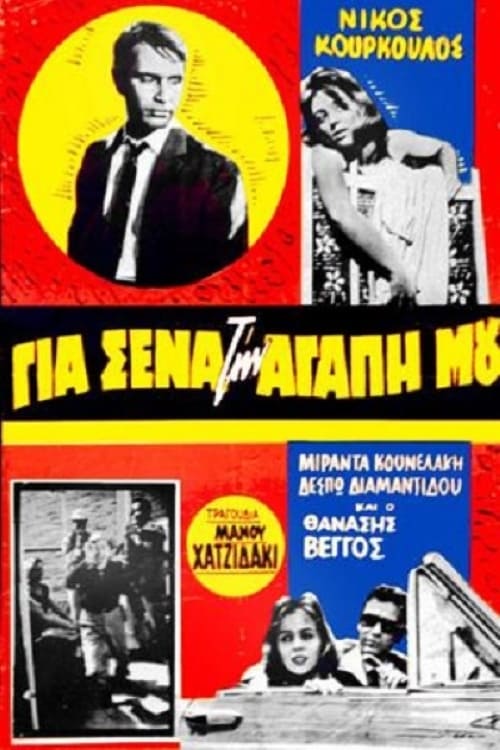 ΝΙΚΟΣ
ΚΟΥΡΚΟΥΛΟΣ
ΓΙΑ ΣΕΝΑ Την ΑΓΑΠΗ ΜΟΥ
ΜΙΡΑΝΤΑ ΚΟΥΝΕΛΑΚΗ
ΔΕΣΠΩ ΔΙΑΜΑΝΤΙΔΟΥ
ΚΑΙ Ο
ΘΑΝΑΣΗΣ
ΒΕΓΓΟΣ
ΤΡΑΓΟΥΔΙΑ
ΜΑΝΟΥ
ΧΑΤΖΙΔΑΚΙ